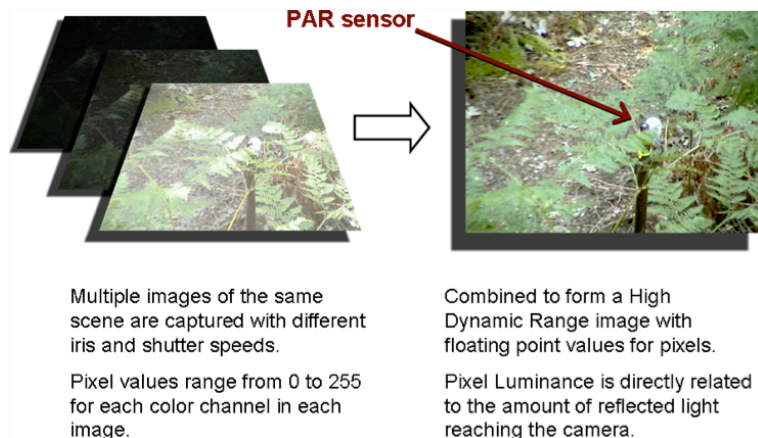 PAR sensor
Multiple images of the same
scene are captured with different
iris and shutter speeds.
Pixel values range from 0 to 255
for each color channel in each
image.
Combined to form a High
Dynamic Range image with
floating point values for pixels.
Pixel Luminance is directly related
to the amount of reflected light
reaching the camera.